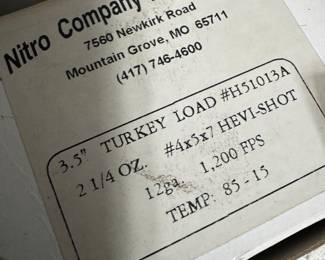 Nitro Company
7560 Newkirk Road
Mountain Grove, MO 65711
(417) 746-4600
3.5" TURKEY LOAD #H51013A
2 1/4 OZ. #4x5x7 HEVI-SHOT
12ga. 1,200 FPS
TEMP: 85 - 15